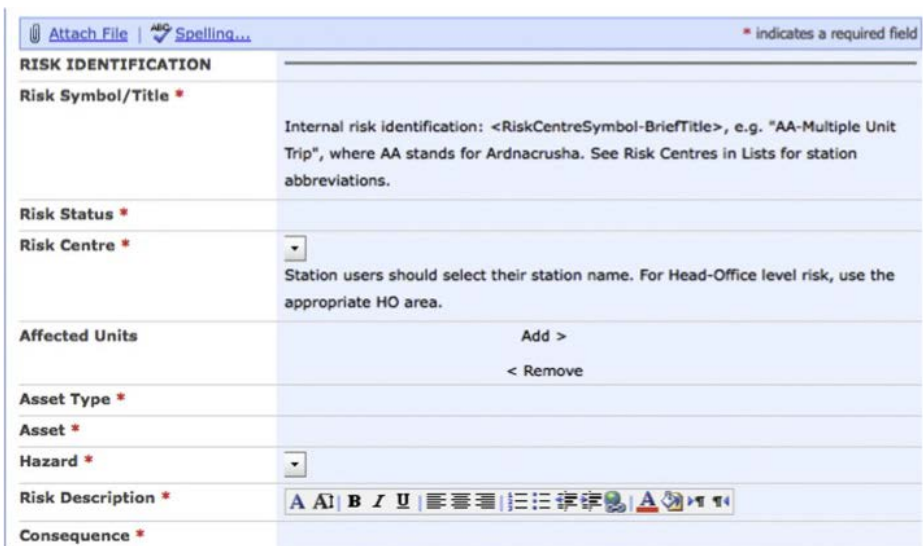 Attach File | Spelling... * indicates a required field
RISK IDENTIFICATION
Risk Symbol/Title *
Internal risk identification: <RiskCentreSymbol-BriefTitle>, e.g. "AA-Multiple Unit
Trip", where AA stands for Ardnacrusha. See Risk Centres in Lists for station
abbreviations.
Risk Status *
Risk Centre *
Station users should select their station name. For Head-Office level risk, use the
appropriate HO area.
Affected Units Add >
< Remove
Asset Type *
Asset *
Hazard *
Risk Description * A A B I U A
Consequence *